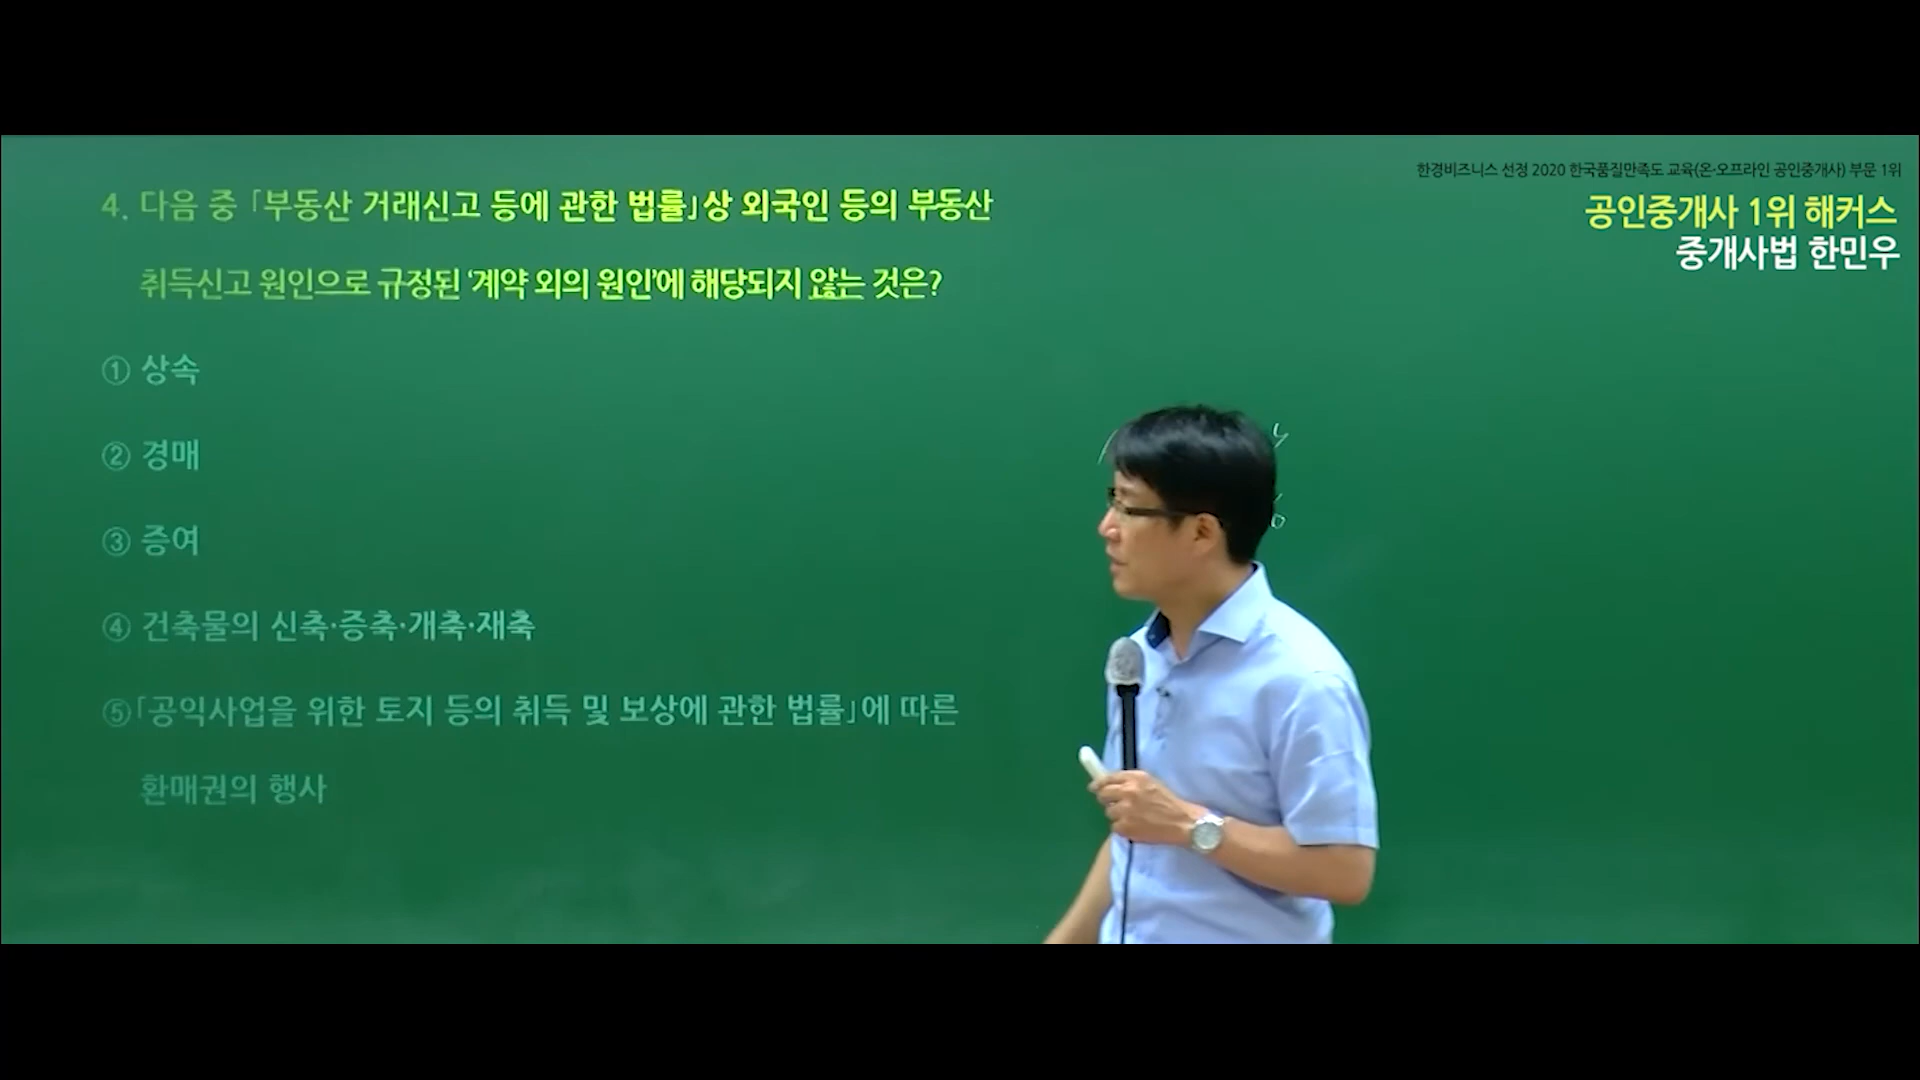 한경비즈니스 선정 2020 한국품질만족도 교육(온·오프라인 공인중개사) 부문 1위
공인중개사 1위 해커스
중개사법 한민우
4. 다음 중 「부동산 거래신고 등에 관한 법률」상 외국인 등의 부동산
취득신고 원인으로 규정된 ‘계약 외의 원인’에 해당되지 않는 것은?
① 상속
② 경매
③ 증여
④ 건축물의 신축·증축·개축·재축
⑤ 「공익사업을 위한 토지 등의 취득 및 보상에 관한 법률」에 따른
환매권의 행사